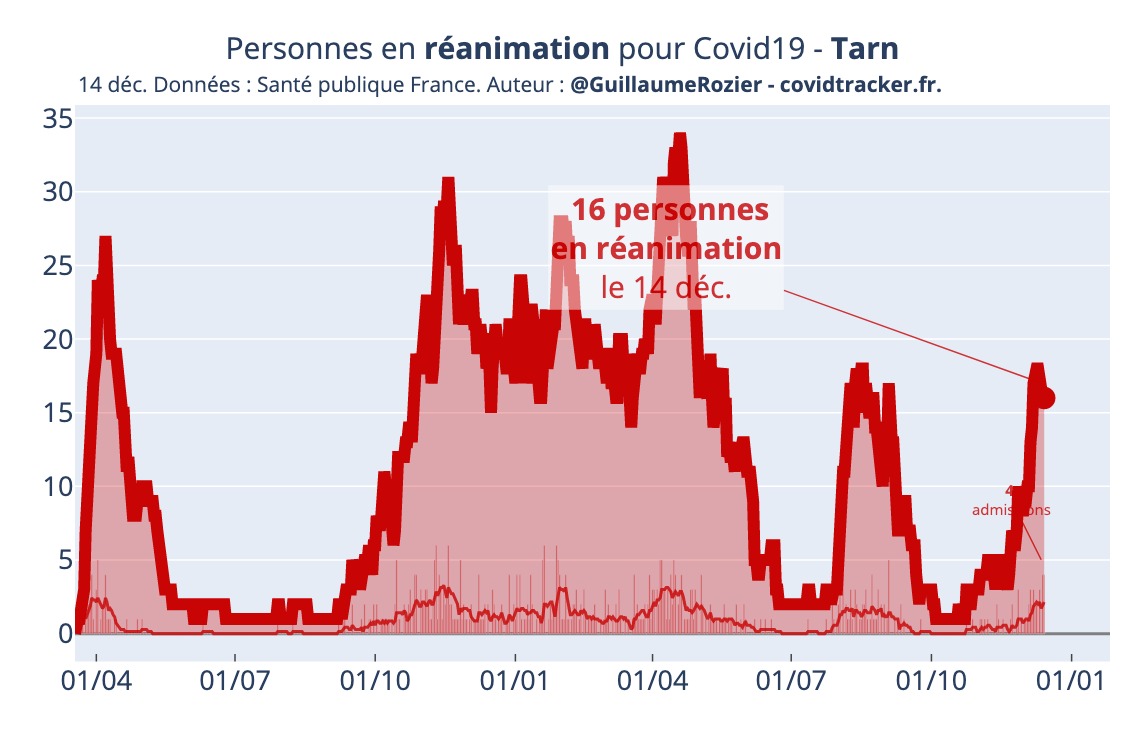 Personnes en réanimation pour Covid19 - Tarn
14 déc. Données : Santé publique France. Auteur : @GuillaumeRozier - covidtracker.fr.
35
30
25
20
15
10
5
0
16 personnes
en réanimation
le 14 déc.
4
admissions
01/04
01/07
01/10
01/01
01/04
01/07
01/10
01/01